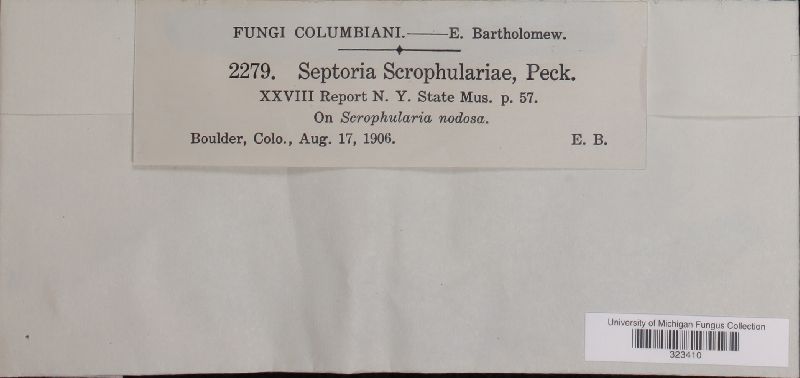 FUNGI COLUMBIANI.——E. Bartholomew.
2279. Septoria Scrophulariae, Peck.
XXVIII Report N. Y. State Mus. p. 57.
On Scrophularia nodosa.
Boulder, Colo., Aug. 17, 1906. E. B.
University of Michigan Fungus Collection
323410